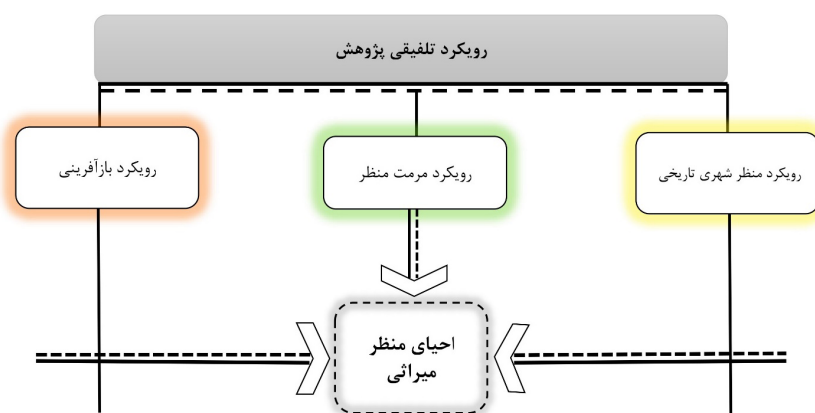 رویکرد تلفیقی پژوهش
رویکرد منظر شهری تاریخی
رویکرد مرمت منظر
رویکرد بازآفرینی
احیای منظر
میراثی